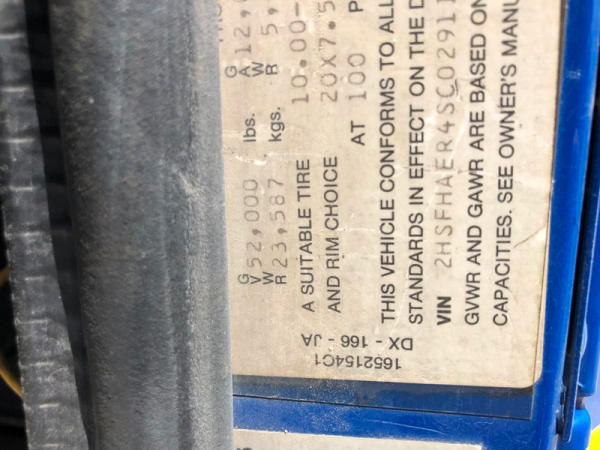 GVWR 52,000 lbs. GAWR 12,
23,587 kgs. 5,
A SUITABLE TIRE 10.00-
AND RIM CHOICE 20X7.5
AT 100 P
THIS VEHICLE CONFORMS TO ALL
STANDARDS IN EFFECT ON THE D
VIN 2HSFHAER4SC02911
GVWR AND GAWR ARE BASED ON
CAPACITIES. SEE OWNER'S MANU
1652154C1
DX - 166 - JA